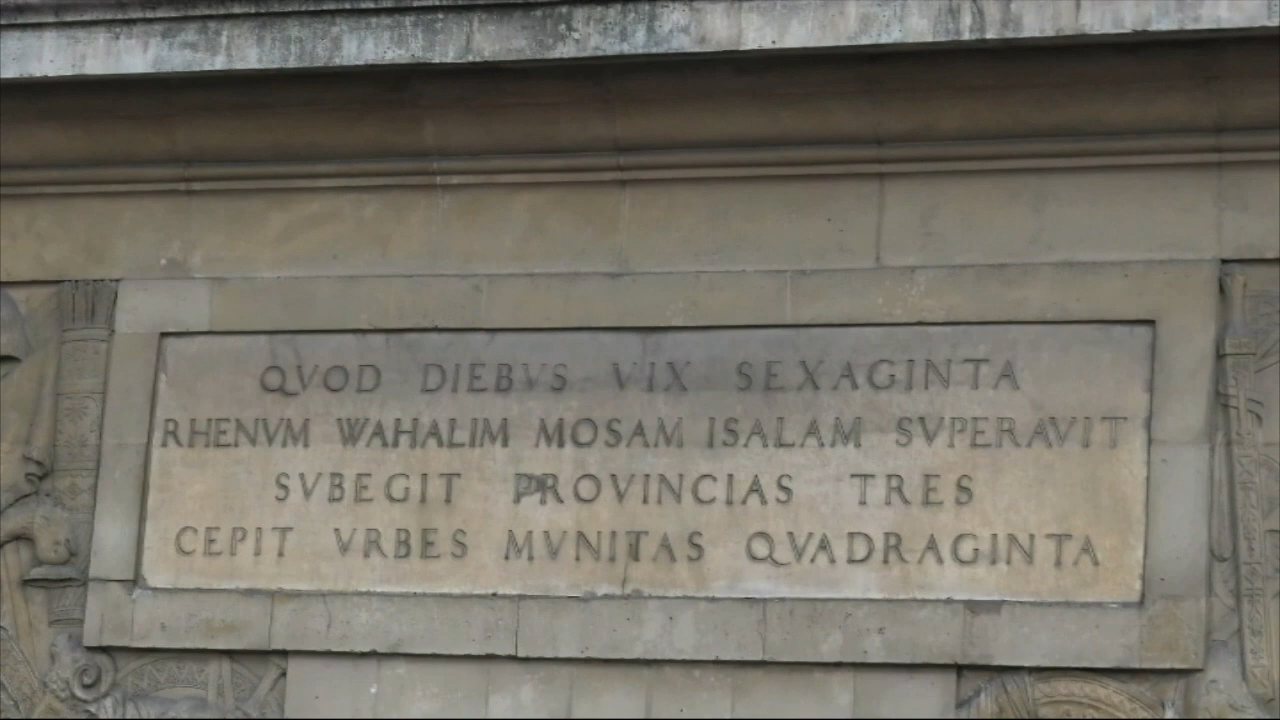 QVOD DIEBVS VIX SEXAGINTA
RHENVM WAHALIM MOSAM ISALAM SVPERAVIT
SVBEGIT PROVINCIAS TRES
CEPIT VRBES MVNITAS QVADRAGINTA